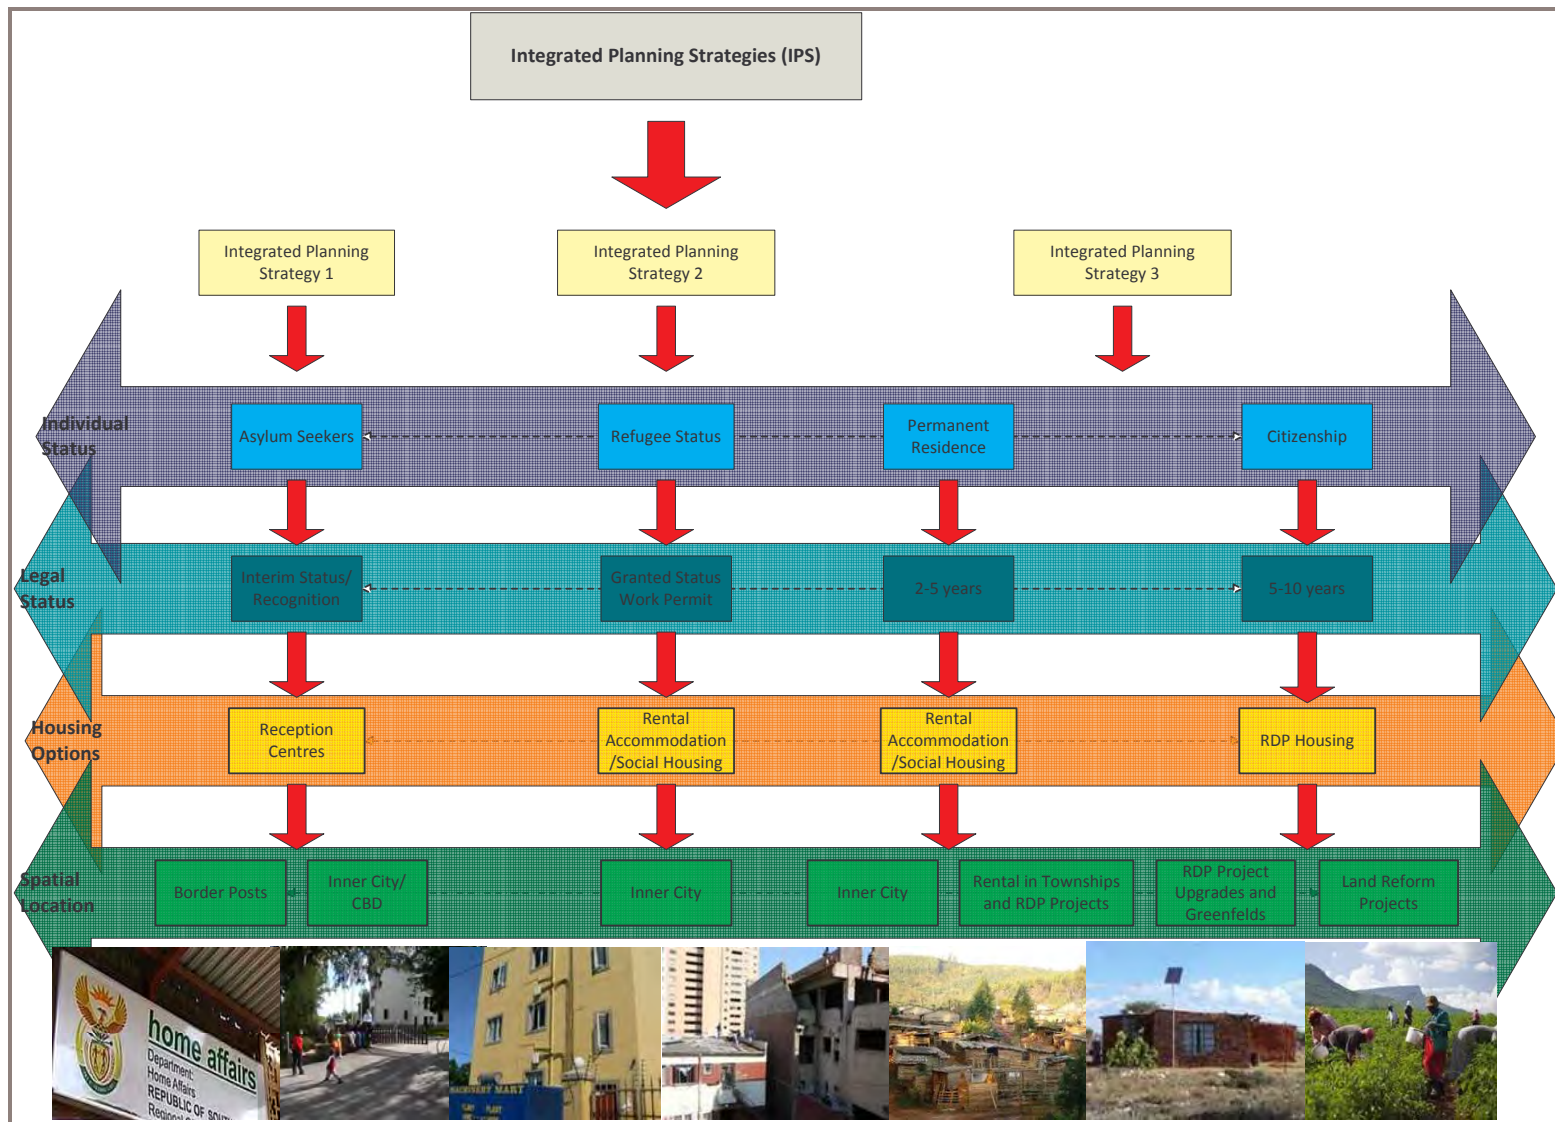 Integrated Planning Strategies (IPS)
Integrated Planning
Strategy 1
Integrated Planning
Strategy 2
Integrated Planning
Strategy 3
Individual
Status
Asylum Seekers
Refugee Status
Permanent
Residence
Citizenship
Legal
Status
Interim Status/
Recognition
Granted Status
Work Permit
2-5 years
5-10 years
Housing
Options
Reception
Centres
Rental
Accommodation
/Social Housing
Rental
Accommodation
/Social Housing
RDP Housing
Spatial
Location
Border Posts
Inner City/
CBD
Inner City
Inner City
Rental in Townships
and RDP Projects
RDP Project
Upgrades and
Greenfelds
Land Reform
Projects
home affairs
Department:
Home Affairs
REPUBLIC OF SOUT
Regional
MACHINERY MART